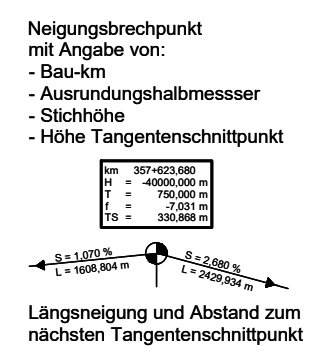 Neigungsbrechpunkt
mit Angabe von:
- Bau-km
- Ausrundungshalbmessser
- Stichhöhe
- Höhe Tangentenschnittpunkt
km 357+623,680
H = -40000,000 m
T = 750,000 m
f = -7,031 m
TS = 330,868 m
S = 1,070 %
L = 1608,804 m
S = 2,680 %
L = 2429,934 m
Längsneigung und Abstand zum
nächsten Tangentenschnittpunkt